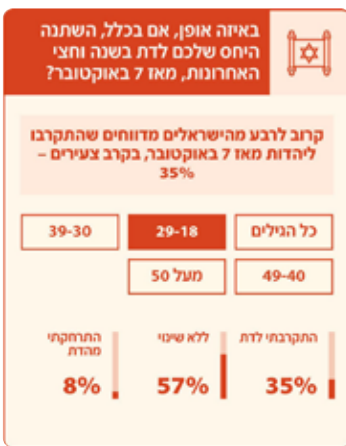 באיזה אופן, אם בכלל, השתנה
היחס שלכם לדת בשנה וחצי
האחרונות, מאז 7 באוקטובר?
קרוב לרבע מהישראלים מדווחים שהתקרבו
ליהדות מאז 7 באוקטובר, בקרב צעירים –
35%
כל הגילים
29-18
39-30
49-40
מעל 50
התקרבתי לדת
35%
ללא שינוי
57%
התרחקתי
מהדת
8%